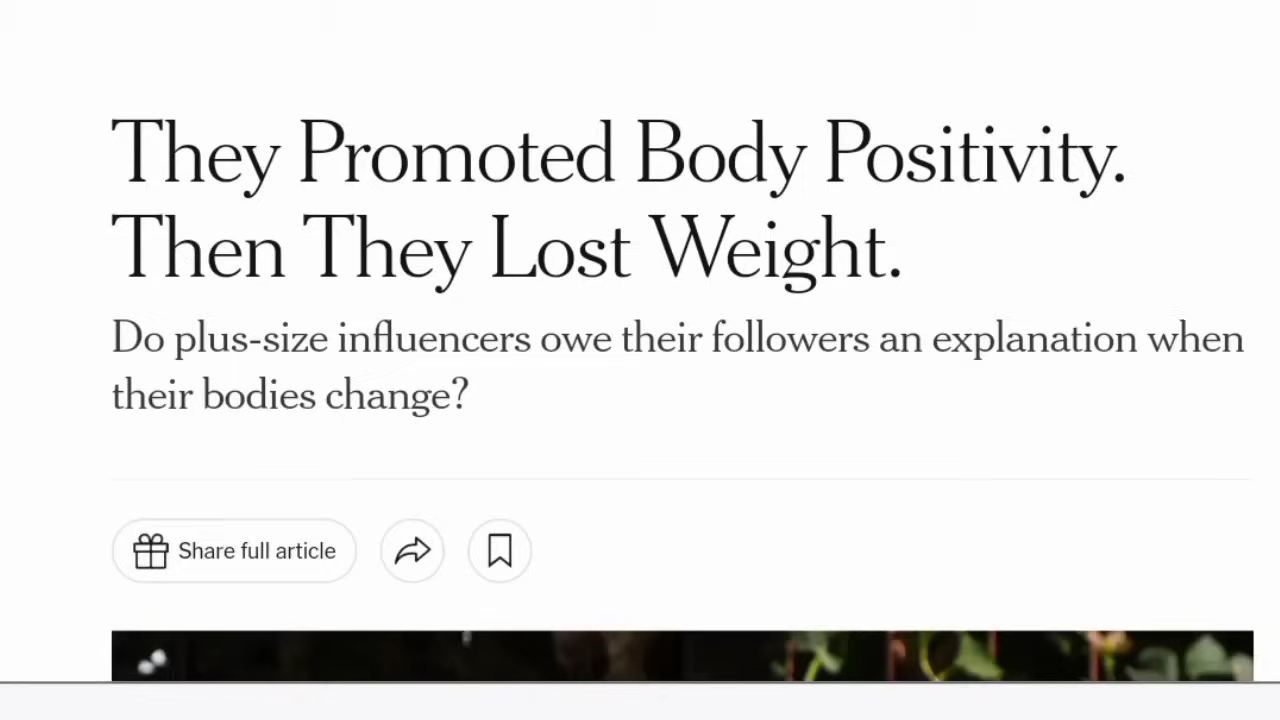 They Promoted Body Positivity.
Then They Lost Weight.
Do plus-size influencers owe their followers an explanation when
their bodies change?
Share full article